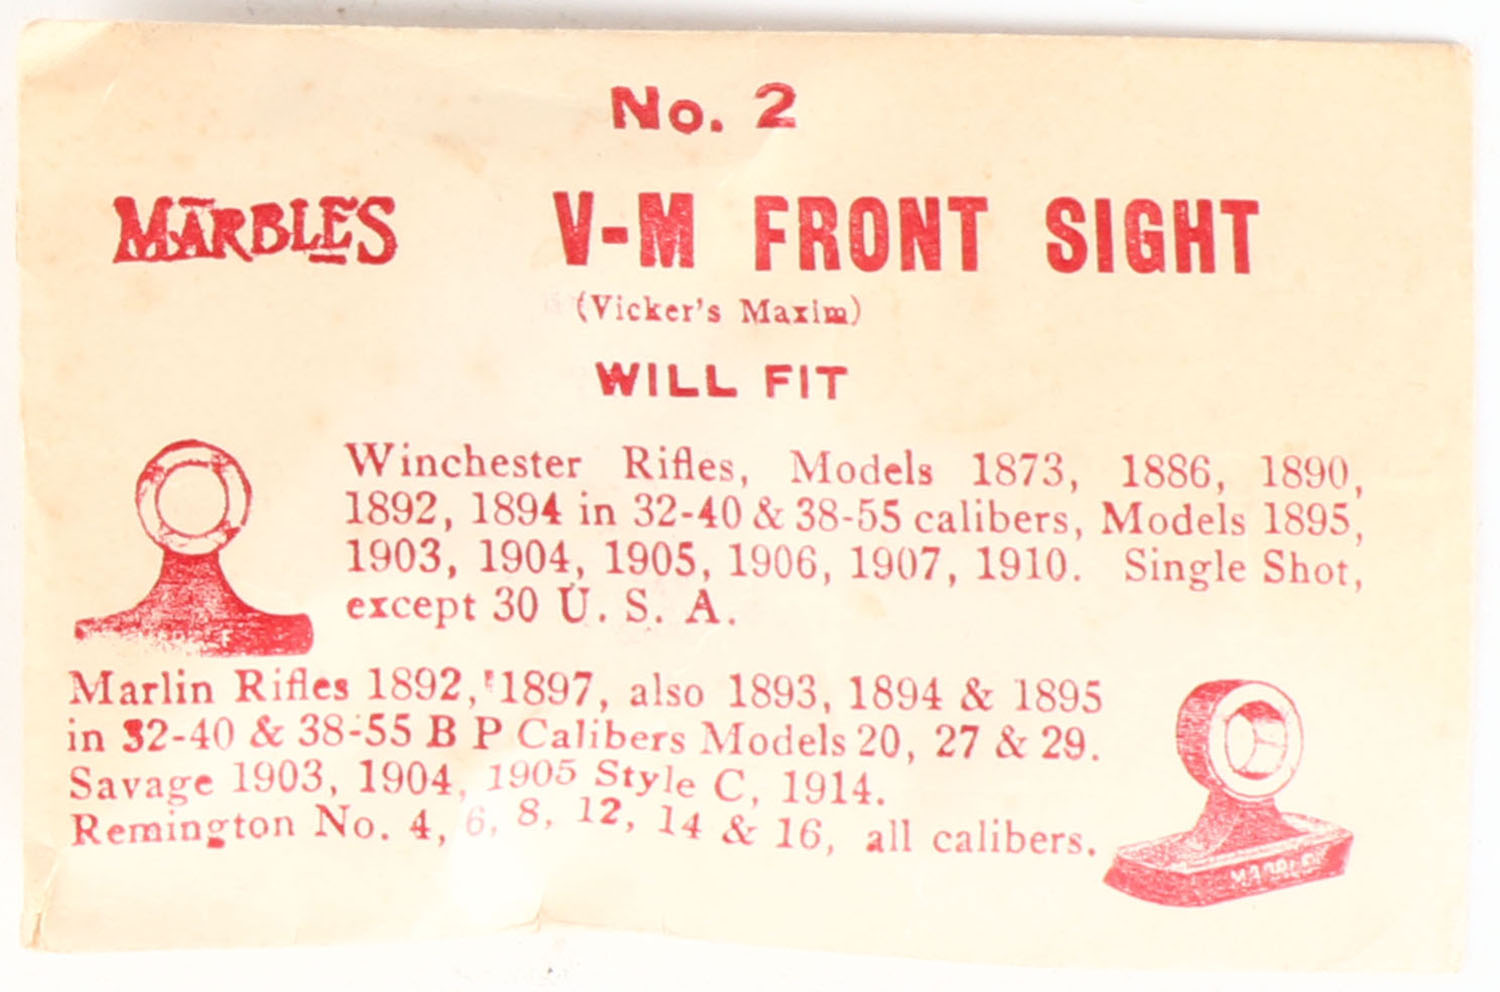 No. 2
MARBLES
V-M FRONT SIGHT
(Vicker's Maxim)
WILL FIT
Winchester Rifles, Models 1873, 1886, 1890,
1892, 1894 in 32-40 & 38-55 calibers, Models 1895,
1903, 1904, 1905, 1906, 1907, 1910. Single Shot,
except 30 U. S. A.
Marlin Rifles 1892, 1897, also 1893, 1894 & 1895
in 32-40 & 38-55 B P Calibers Models 20, 27 & 29.
Savage 1903, 1904, 1905 Style C, 1914.
Remington No. 4, 6, 8, 12, 14 & 16, all calibers.
MARBLE